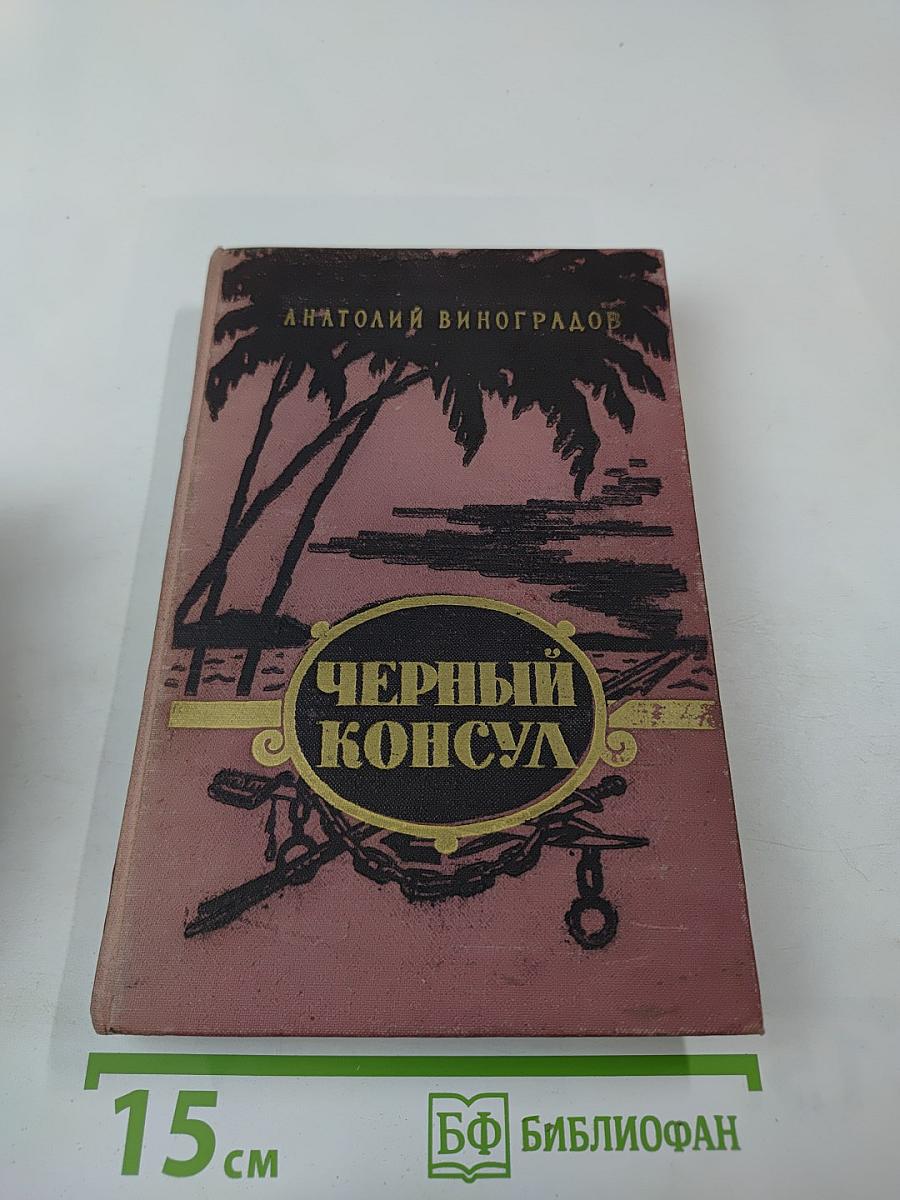 АНАТОЛИЙ ВИНОГРАДОВ
ЧЕРНЫЙ
КОНСУЛ
15 см
БФ БИБЛИОФАН